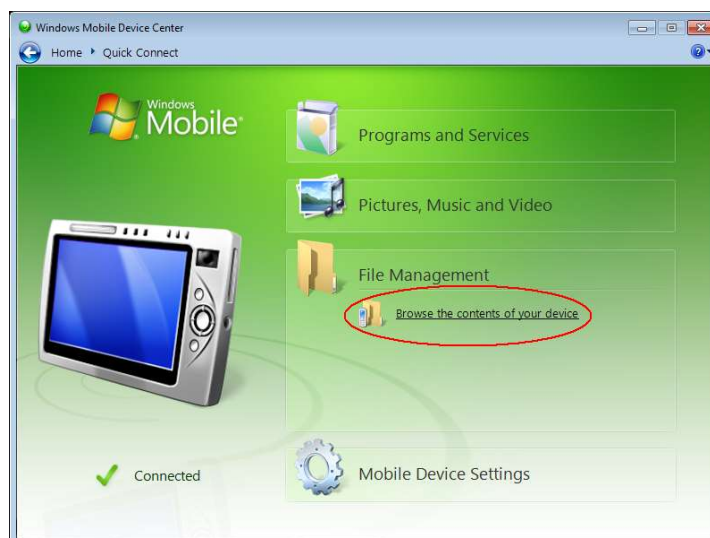 Windows Mobile Device Center
Home Quick Connect
Windows
Mobile
Programs and Services
Pictures, Music and Video
File Management
Browse the contents of your device
Connected
Mobile Device Settings